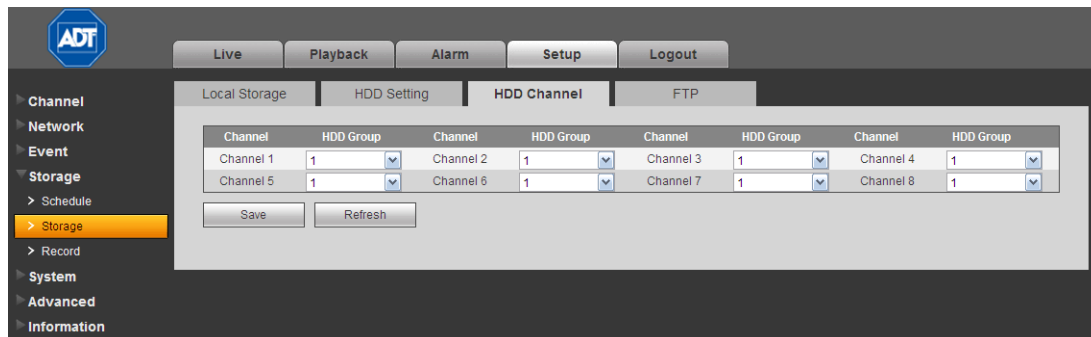 ADT
Live Playback Alarm Setup Logout
Channel
Network
Event
Storage
> Schedule
> Storage
> Record
System
Advanced
Information
Local Storage HDD Setting HDD Channel FTP
Channel HDD Group Channel HDD Group Channel HDD Group Channel HDD Group
Channel 1 1 Channel 2 1 Channel 3 1 Channel 4 1
Channel 5 1 Channel 6 1 Channel 7 1 Channel 8 1
Save Refresh